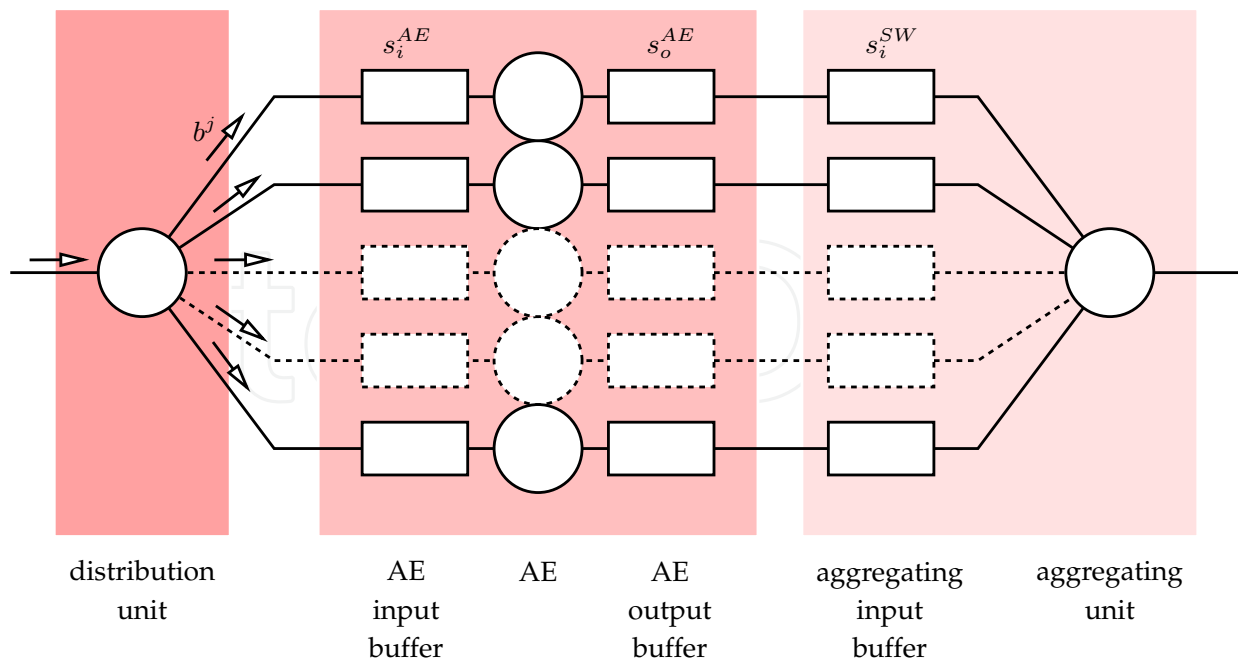 s_i^{AE} s_o^{AE} s_i^{SW}
b^j
distribution unit
AE input buffer
AE
AE output buffer
aggregating input buffer
aggregating unit